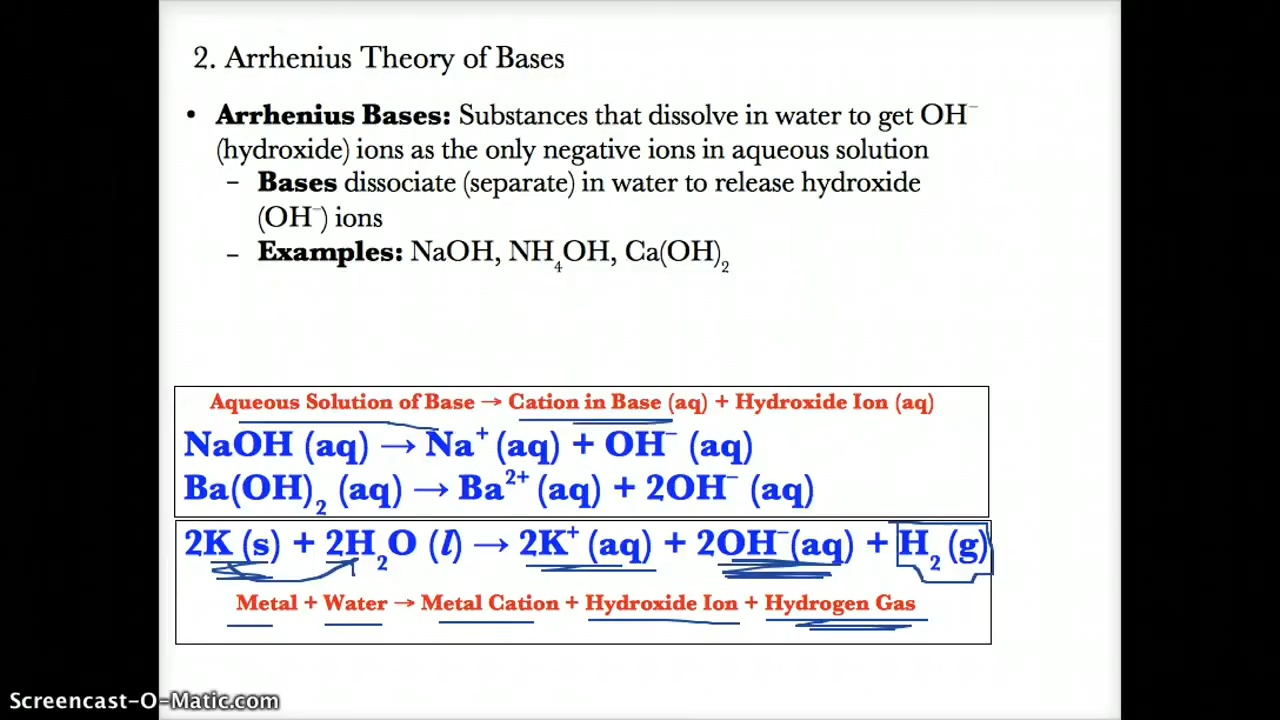 2. Arrhenius Theory of Bases
• Arrhenius Bases: Substances that dissolve in water to get OH⁻
(hydroxide) ions as the only negative ions in aqueous solution
– Bases dissociate (separate) in water to release hydroxide
(OH⁻) ions
– Examples: NaOH, NH₄OH, Ca(OH)₂
Aqueous Solution of Base → Cation in Base (aq) + Hydroxide Ion (aq)
NaOH (aq) → Na⁺ (aq) + OH⁻ (aq)
Ba(OH)₂ (aq) → Ba²⁺ (aq) + 2OH⁻ (aq)
2K (s) + 2H₂O (l) → 2K⁺ (aq) + 2OH⁻(aq) + H₂ (g)
Metal + Water → Metal Cation + Hydroxide Ion + Hydrogen Gas
Screencast-O-Matic.com